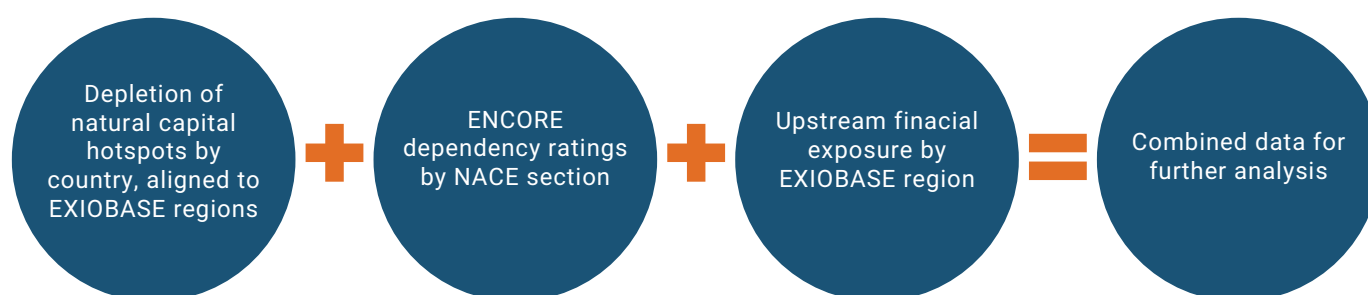 Depletion of
natural capital
hotspots by
country, aligned to
EXIOBASE regions
ENCORE
dependency ratings
by NACE section
Upstream finacial
exposure by
EXIOBASE region
Combined data for
further analysis